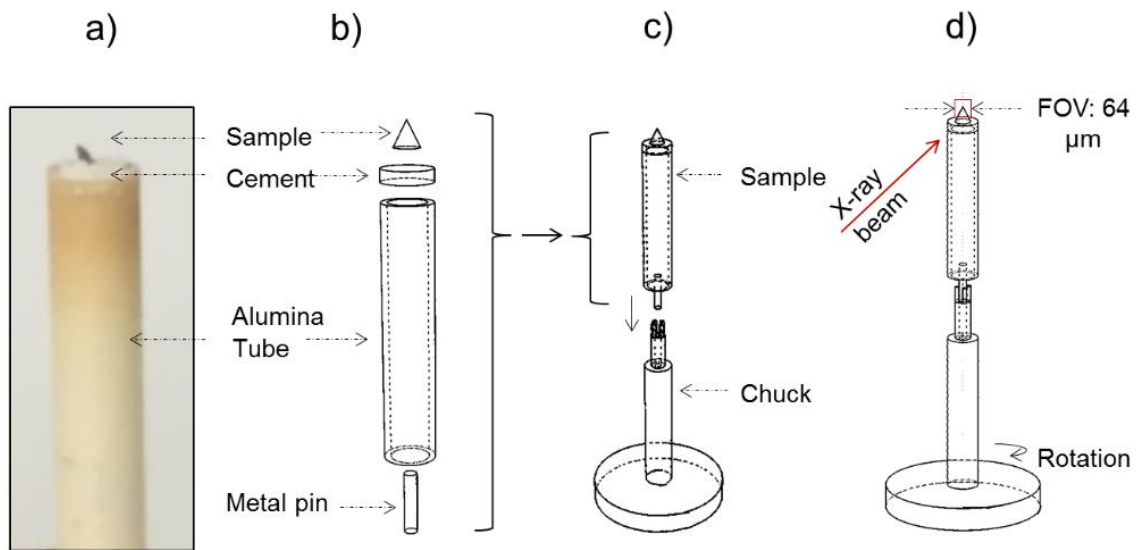 a)
b)
c)
d)
Sample
Cement
Alumina
Tube
Metal pin
Sample
Chuck
FOV: 64
µm
X-ray
beam
Rotation